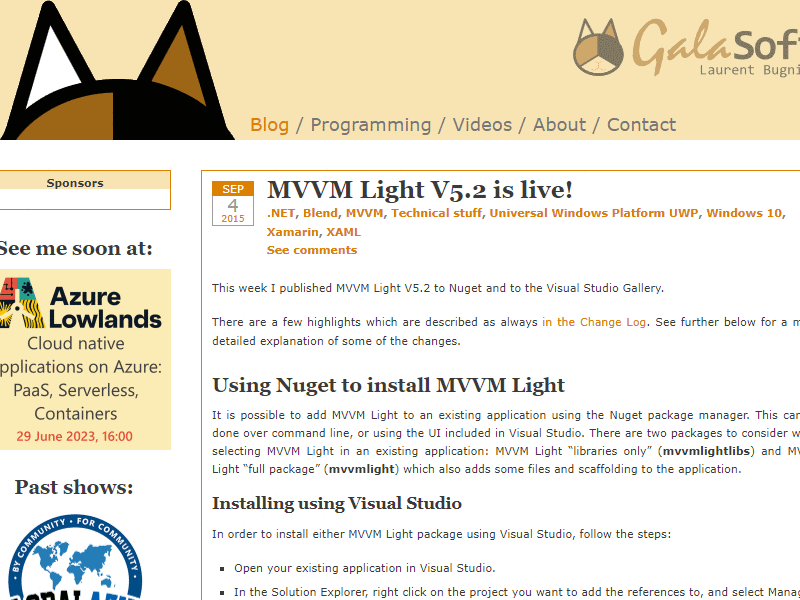 GalaSoft
Laurent Bugni
Blog / Programming / Videos / About / Contact
Sponsors
See me soon at:
Azure
Lowlands
Cloud native
applications on Azure:
PaaS, Serverless,
Containers
29 June 2023, 16:00
Past shows:
BY COMMUNITY • FOR COMMUNITY
SEP
4
2015
MVVM Light V5.2 is live!
.NET, Blend, MVVM, Technical stuff, Universal Windows Platform UWP, Windows 10,
Xamarin, XAML
See comments
This week I published MVVM Light V5.2 to Nuget and to the Visual Studio Gallery.
There are a few highlights which are described as always in the Change Log. See further below for a m
detailed explanation of some of the changes.
Using Nuget to install MVVM Light
It is possible to add MVVM Light to an existing application using the Nuget package manager. This can
done over command line, or using the UI included in Visual Studio. There are two packages to consider w
selecting MVVM Light in an existing application: MVVM Light “libraries only” (mvvmlightlibs) and MV
Light “full package” (mvvmlight) which also adds some files and scaffolding to the application.
Installing using Visual Studio
In order to install either MVVM Light package using Visual Studio, follow the steps:
Open your existing application in Visual Studio.
In the Solution Explorer, right click on the project you want to add the references to, and select Manag